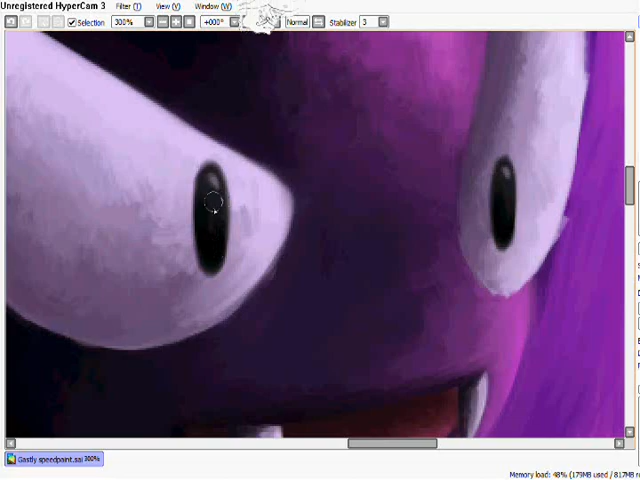 Unregistered HyperCam 3
Filter (T) View (V) Window (W)
Selection 300% +000° Normal Stabilizer 3
Gastly speedpaint.sai 300%
Memory load: 48% (179MB used / 817MB